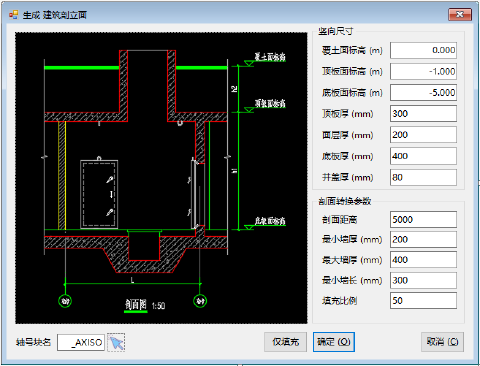 生成 建筑剖立面
竖向尺寸
覆土面标高 (m) 0.000
顶板面标高 (m) -1.000
底板面标高 (m) -5.000
顶板厚 (mm) 300
面层厚 (mm) 200
底板厚 (mm) 400
井盖厚 (mm) 80
剖面转换参数
剖面距离 5000
最小墙厚 (mm) 200
最大墙厚 (mm) 400
最小墙长 (mm) 300
填充比例 50
覆土面标高
顶板面标高
底板面标高
L
剖面图 1:50
轴号块名 _AXISO
仅填充
确定 (O)
取消 (C)